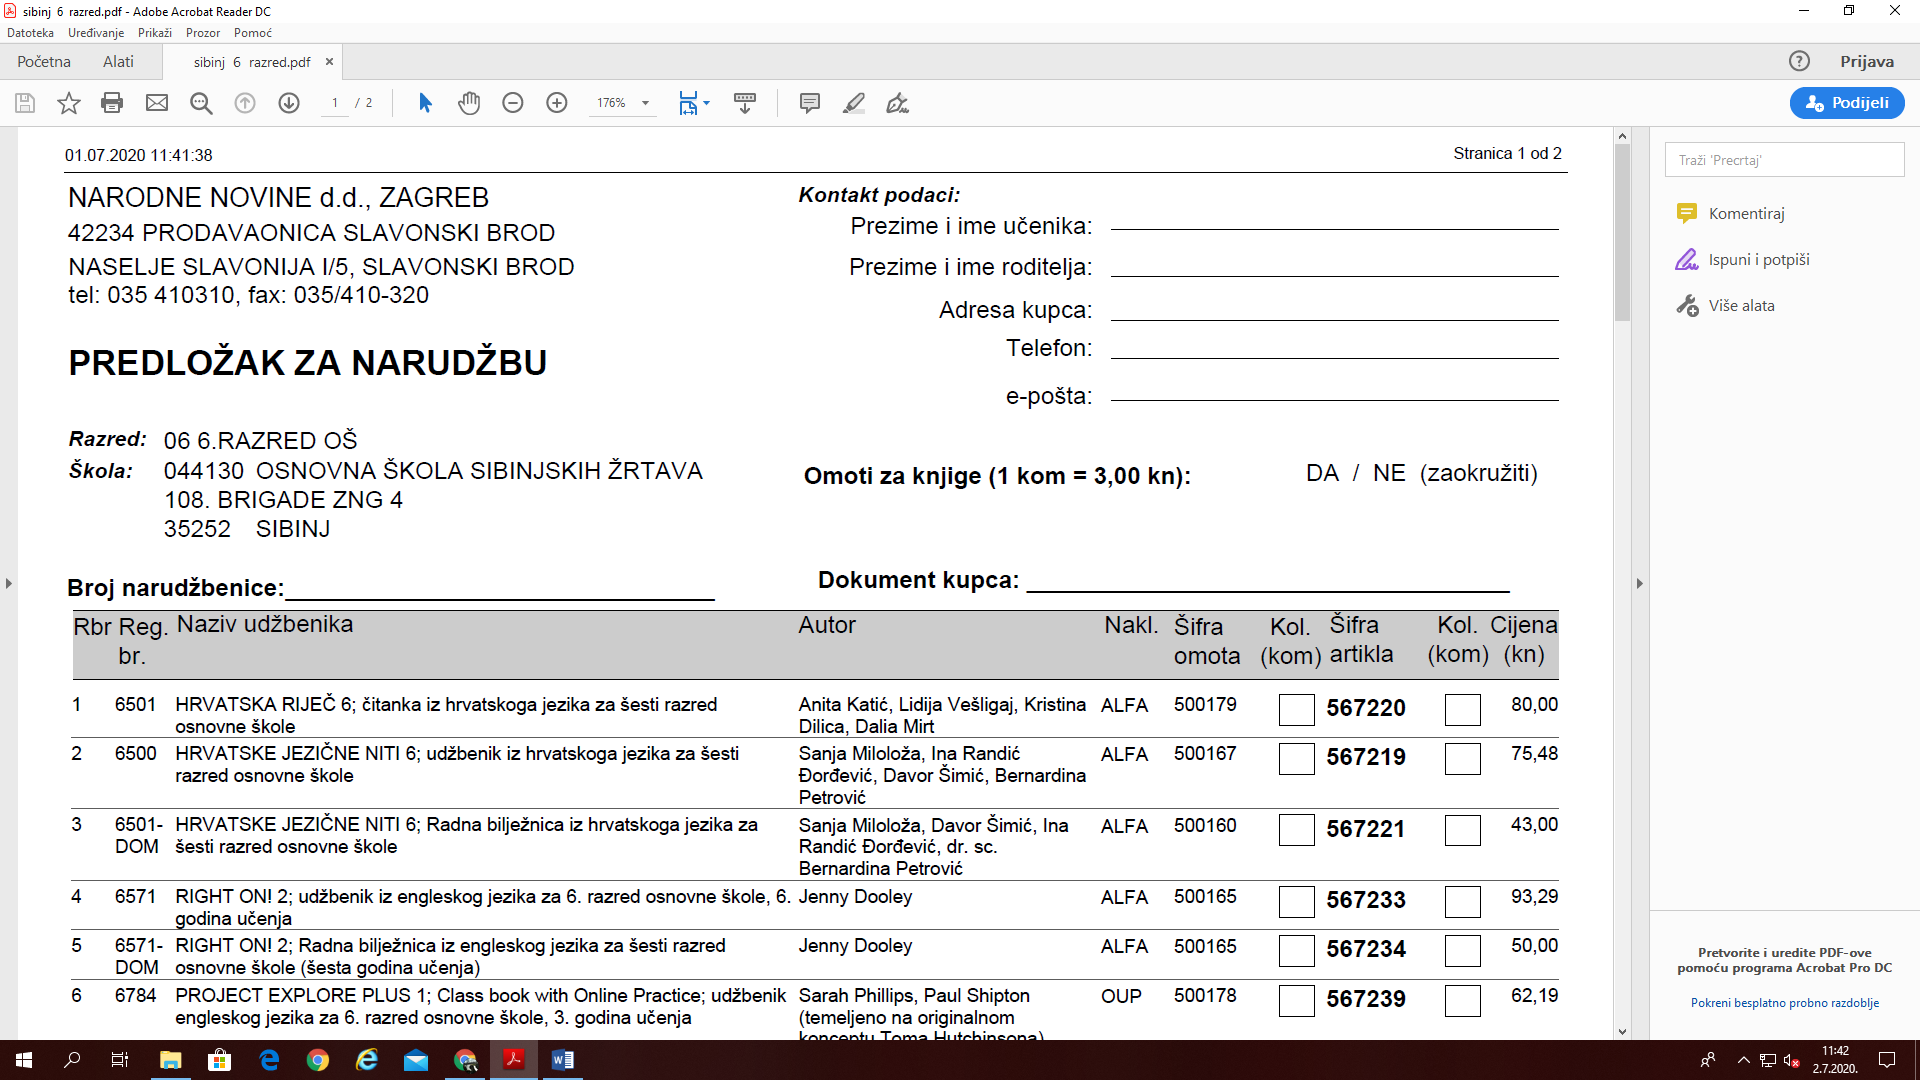 sibinj 6 razred.pdf - Adobe Acrobat Reader DC
Datoteka Uređivanje Prikaži Prozor Pomoć
Početna Alati sibinj 6 razred.pdf × Prijava
1 / 2 176% Podijeli
01.07.2020 11:41:38 Stranica 1 od 2
NARODNE NOVINE d.d., ZAGREB
42234 PRODAVAONICA SLAVONSKI BROD
NASELJE SLAVONIJA I/5, SLAVONSKI BROD
tel: 035 410310, fax: 035/410-320
Kontakt podaci:
Prezime i ime učenika:
Prezime i ime roditelja:
Adresa kupca:
Telefon:
e-pošta:
PREDLOŽAK ZA NARUDŽBU
Razred: 06 6.RAZRED OŠ
Škola: 044130 OSNOVNA ŠKOLA SIBINJSKIH ŽRTAVA
108. BRIGADE ZNG 4
35252 SIBINJ
Omoti za knjige (1 kom = 3,00 kn): DA / NE (zaokružiti)
Broj narudžbenice:
Dokument kupca:
Rbr Reg. Naziv udžbenika Autor Nakl. Šifra Kol. Šifra Kol. Cijena
br. omota (kom) artikla (kom) (kn)
1 6501 HRVATSKA RIJEČ 6; čitanka iz hrvatskoga jezika za šesti razred Anita Katić, Lidija Vešligaj, Kristina ALFA 500179 567220 80,00
osnovne škole Dilica, Dalia Mirt
2 6500 HRVATSKE JEZIČNE NITI 6; udžbenik iz hrvatskoga jezika za šesti Sanja Miloloža, Ina Randić ALFA 500167 567219 75,48
razred osnovne škole Đorđević, Davor Šimić, Bernardina
Petrović
3 6501- HRVATSKE JEZIČNE NITI 6; Radna bilježnica iz hrvatskoga jezika za Sanja Miloloža, Davor Šimić, Ina ALFA 500160 567221 43,00
DOM šesti razred osnovne škole Randić Đorđević, dr. sc.
Bernardina Petrović
4 6571 RIGHT ON! 2; udžbenik iz engleskog jezika za 6. razred osnovne škole, 6. Jenny Dooley ALFA 500165 567233 93,29
godina učenja
5 6571- RIGHT ON! 2; Radna bilježnica iz engleskog jezika za šesti razred Jenny Dooley ALFA 500165 567234 50,00
DOM osnovne škole (šesta godina učenja)
6 6784 PROJECT EXPLORE PLUS 1; Class book with Online Practice; udžbenik Sarah Phillips, Paul Shipton OUP 500178 567239 62,19
engleskog jezika za 6. razred osnovne škole, 3. godina učenja (temeljeno na originalnom
konceptu Toma Hutchinsona)
Traži 'Precrtaj'
Komentiraj
Ispuni i potpiši
Više alata
Pretvorite i uredite PDF-ove
pomoću programa Acrobat Pro DC
Pokreni besplatno probno razdoblje
11:42
2.7.2020.